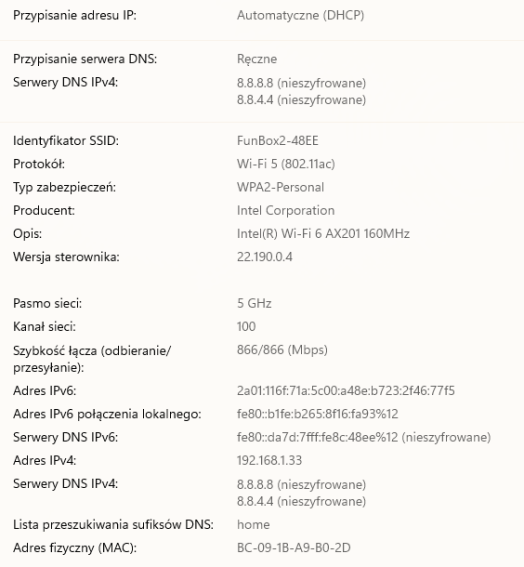 Przypisanie adresu IP: Automatyczne (DHCP)
Przypisanie serwera DNS: Ręczne
Serwery DNS IPv4: 8.8.8.8 (nieszyfrowane)
8.8.4.4 (nieszyfrowane)
Identyfikator SSID: FunBox2-48EE
Protokół: Wi-Fi 5 (802.11ac)
Typ zabezpieczeń: WPA2-Personal
Producent: Intel Corporation
Opis: Intel(R) Wi-Fi 6 AX201 160MHz
Wersja sterownika: 22.190.0.4
Pasmo sieci: 5 GHz
Kanał sieci: 100
Szybkość łącza (odbieranie/ 866/866 (Mbps)
przesyłanie):
Adres IPv6: 2a01:116f:71a:5c00:a48e:b723:2f46:77f5
Adres IPv6 połączenia lokalnego: fe80::b1fe:b265:8f16:fa93%12
Serwery DNS IPv6: fe80::da7d:7fff:fe8c:48ee%12 (nieszyfrowane)
Adres IPv4: 192.168.1.33
Serwery DNS IPv4: 8.8.8.8 (nieszyfrowane)
8.8.4.4 (nieszyfrowane)
Lista przeszukiwania sufiksów DNS: home
Adres fizyczny (MAC): BC-09-1B-A9-B0-2D